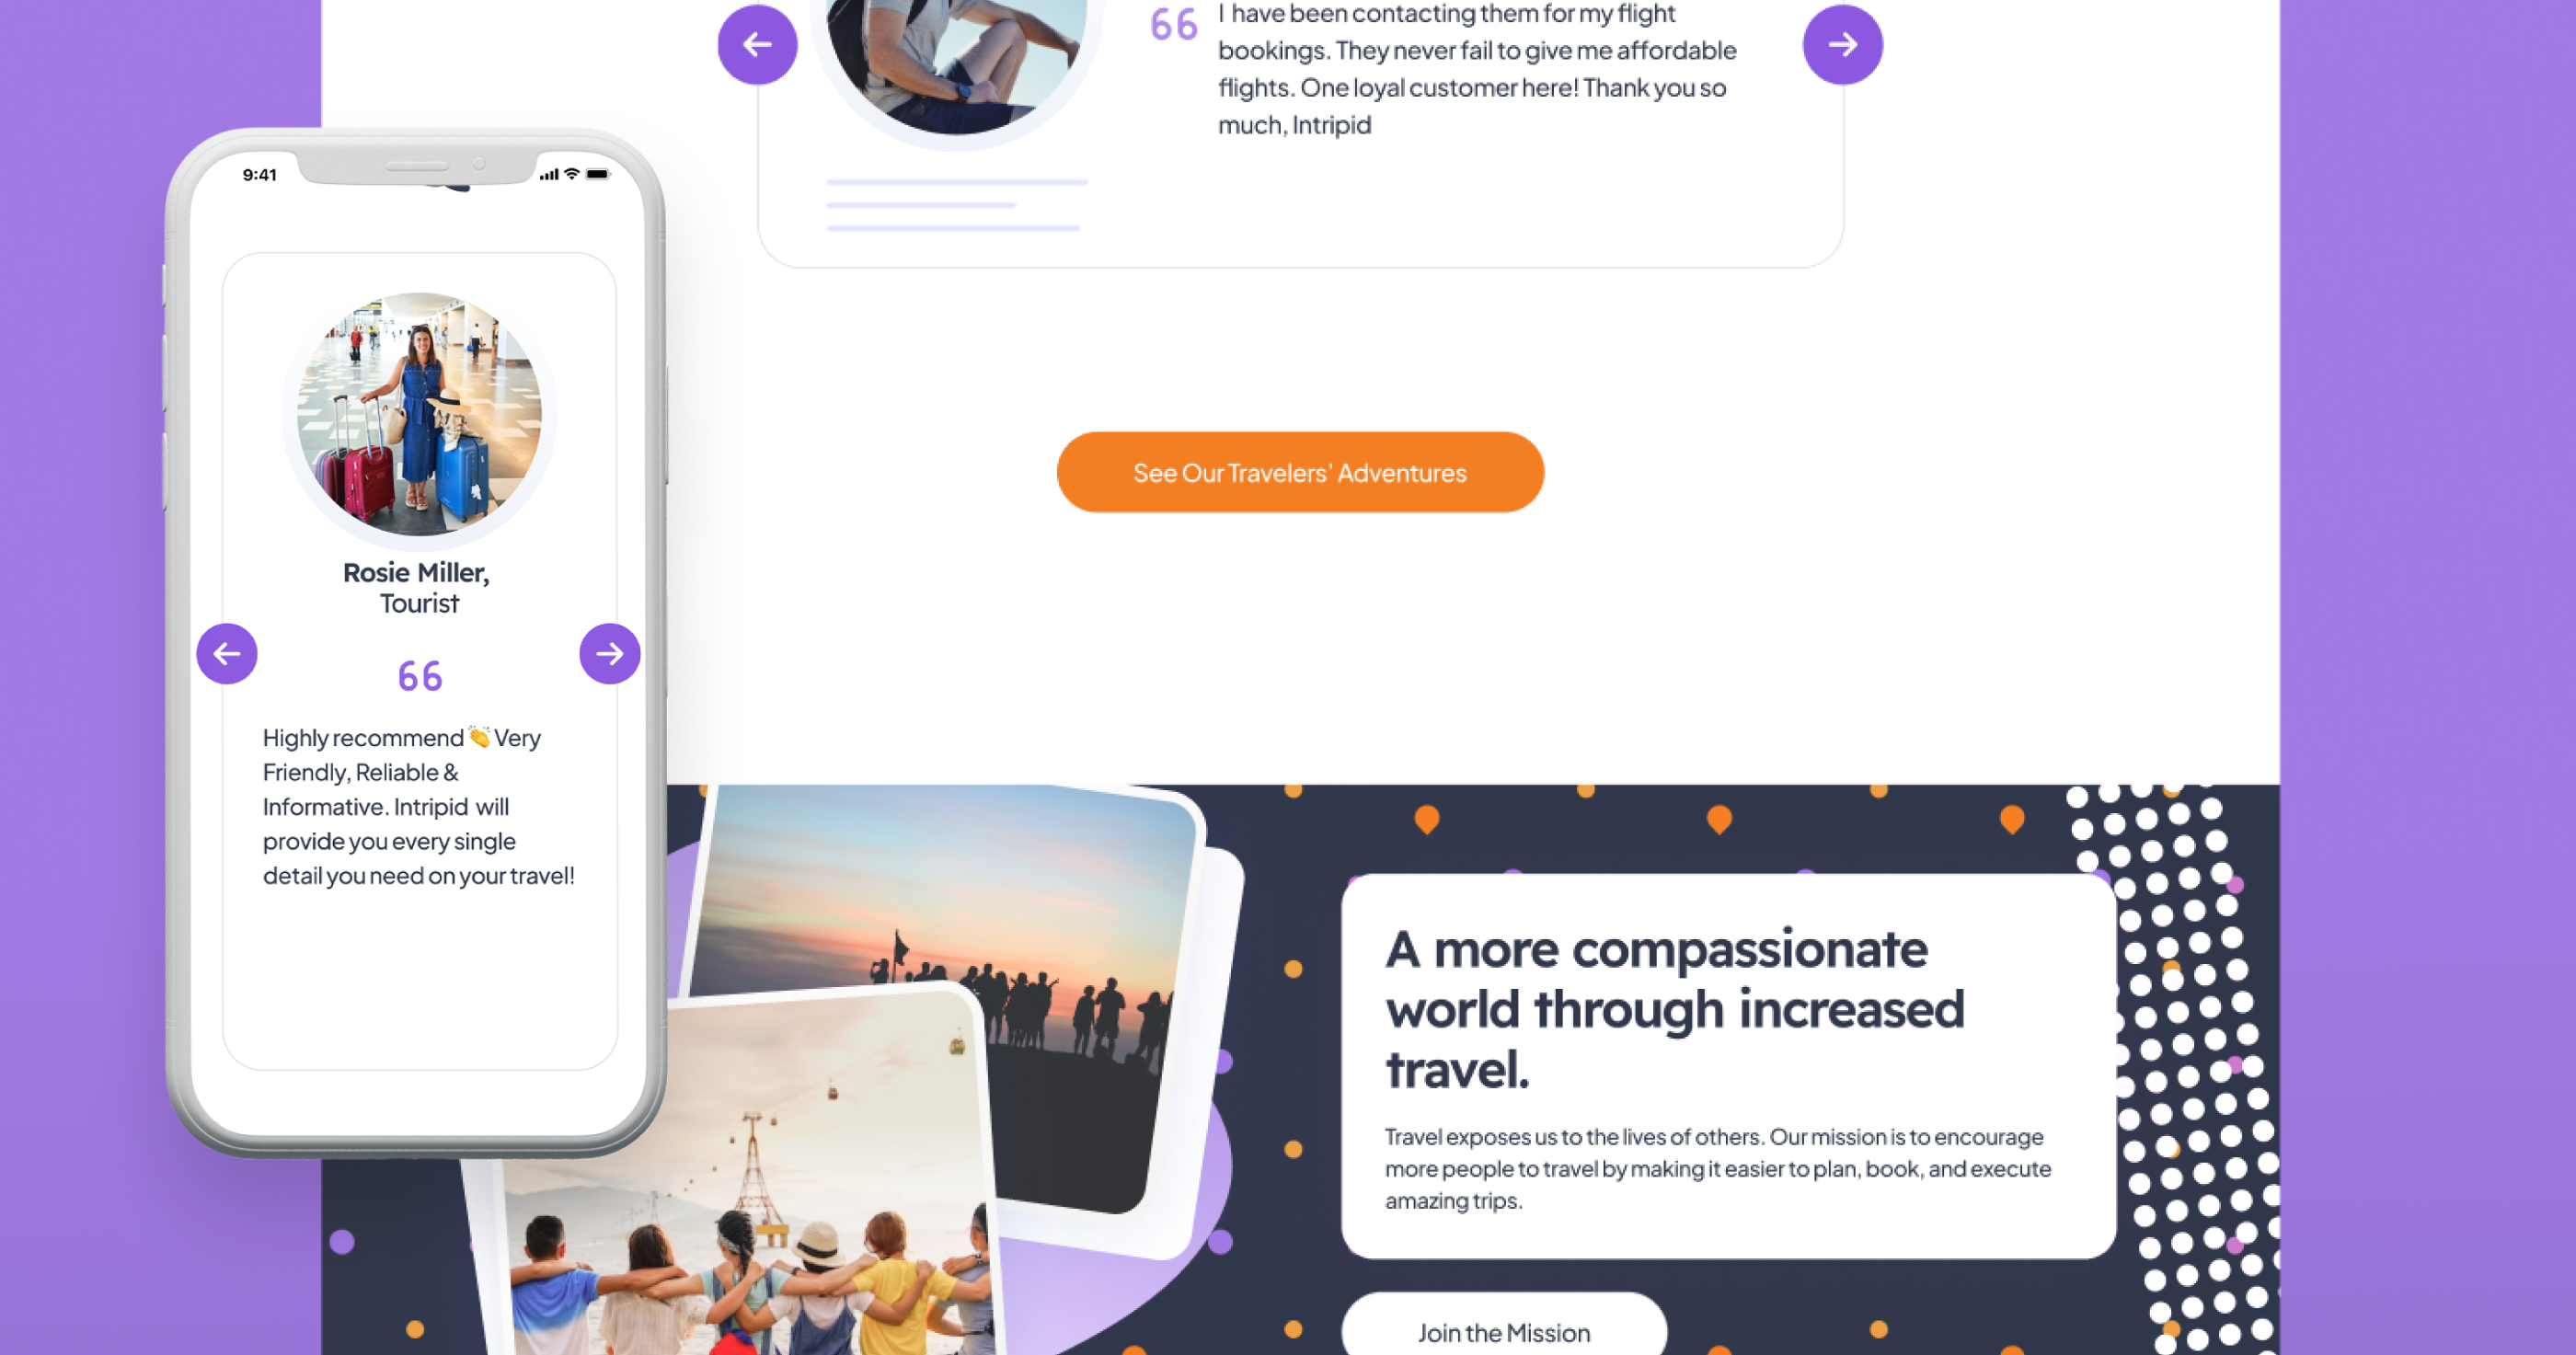 I have been contacting them for my flight
bookings. They never fail to give me affordable
flights. One loyal customer here! Thank you so
much, Intripid
9:41
Rosie Miller,
Tourist
Highly recommend 👏 Very
Friendly, Reliable &
Informative. Intripid will
provide you every single
detail you need on your travel!
See Our Travelers’ Adventures
A more compassionate
world through increased
travel.
Travel exposes us to the lives of others. Our mission is to encourage
more people to travel by making it easier to plan, book, and execute
amazing trips.
Join the Mission